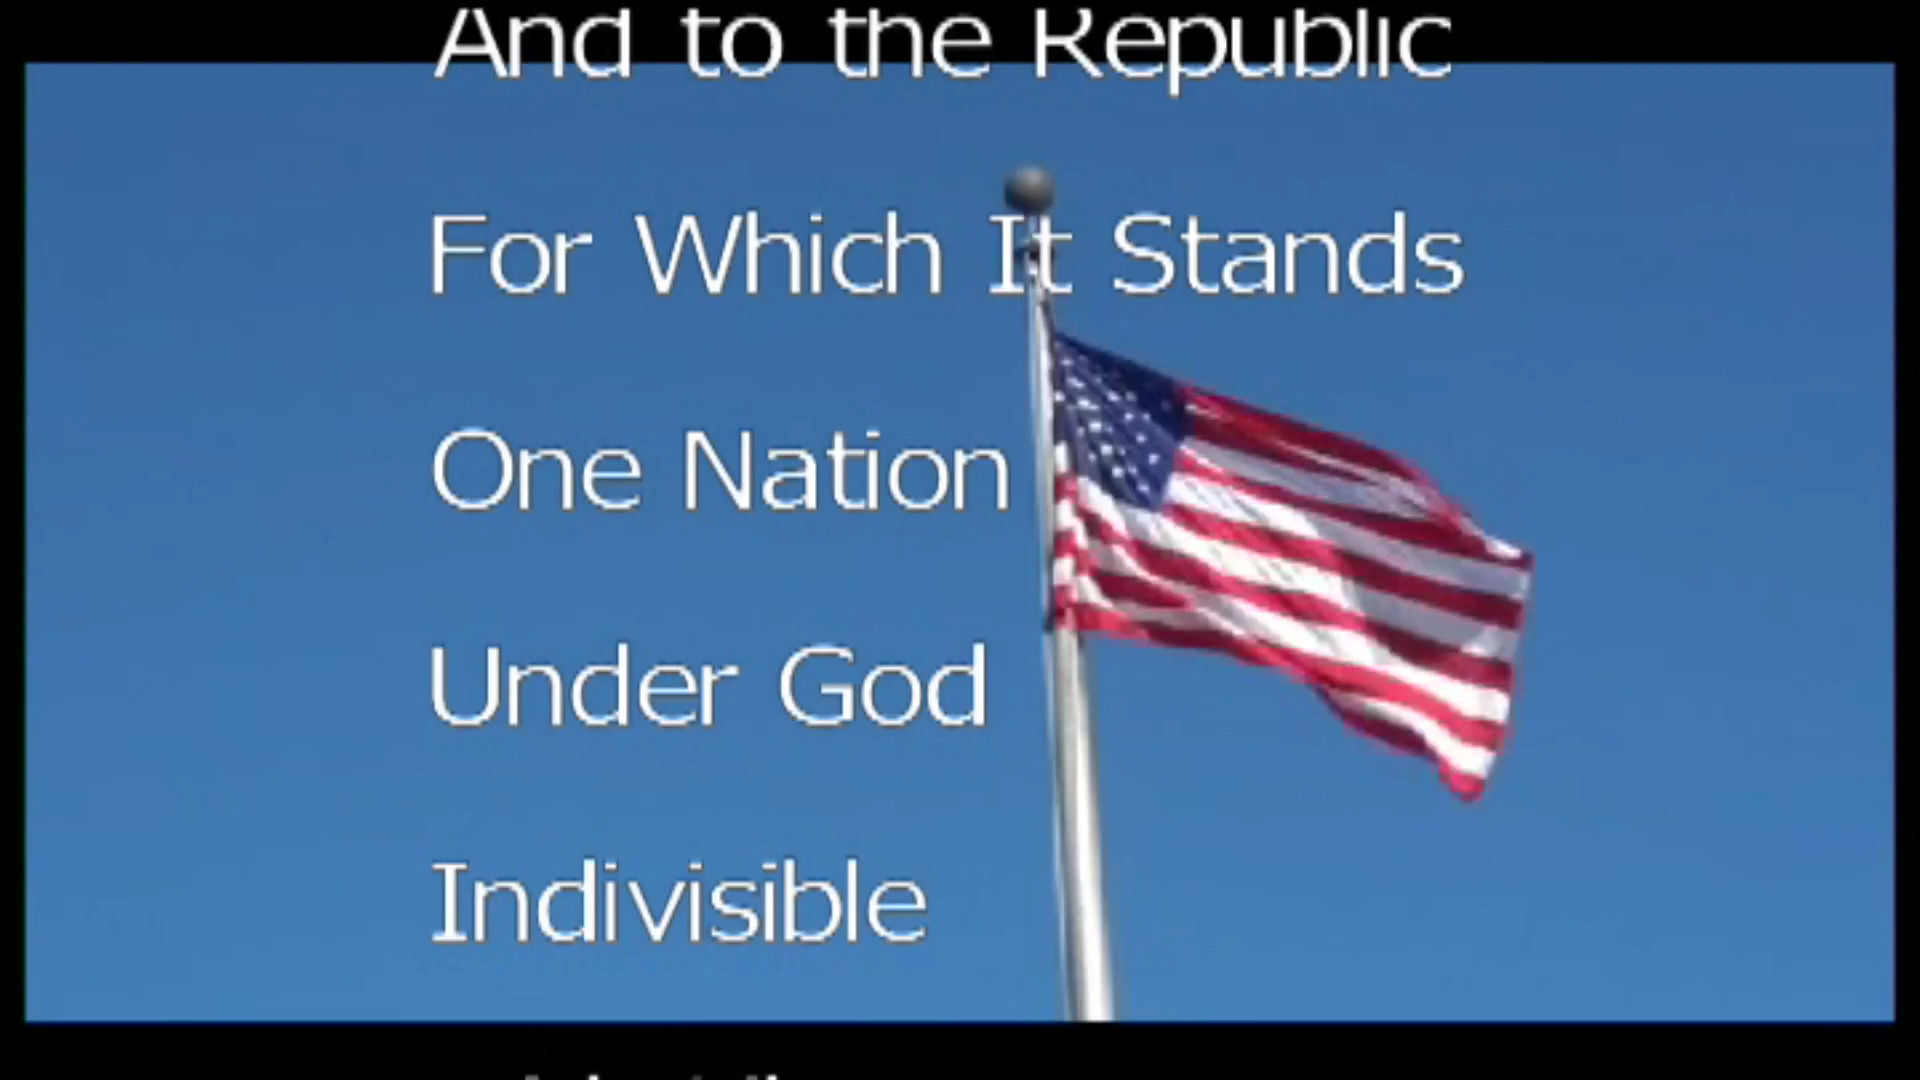 And to the Republic
For Which It Stands
One Nation
Under God
Indivisible